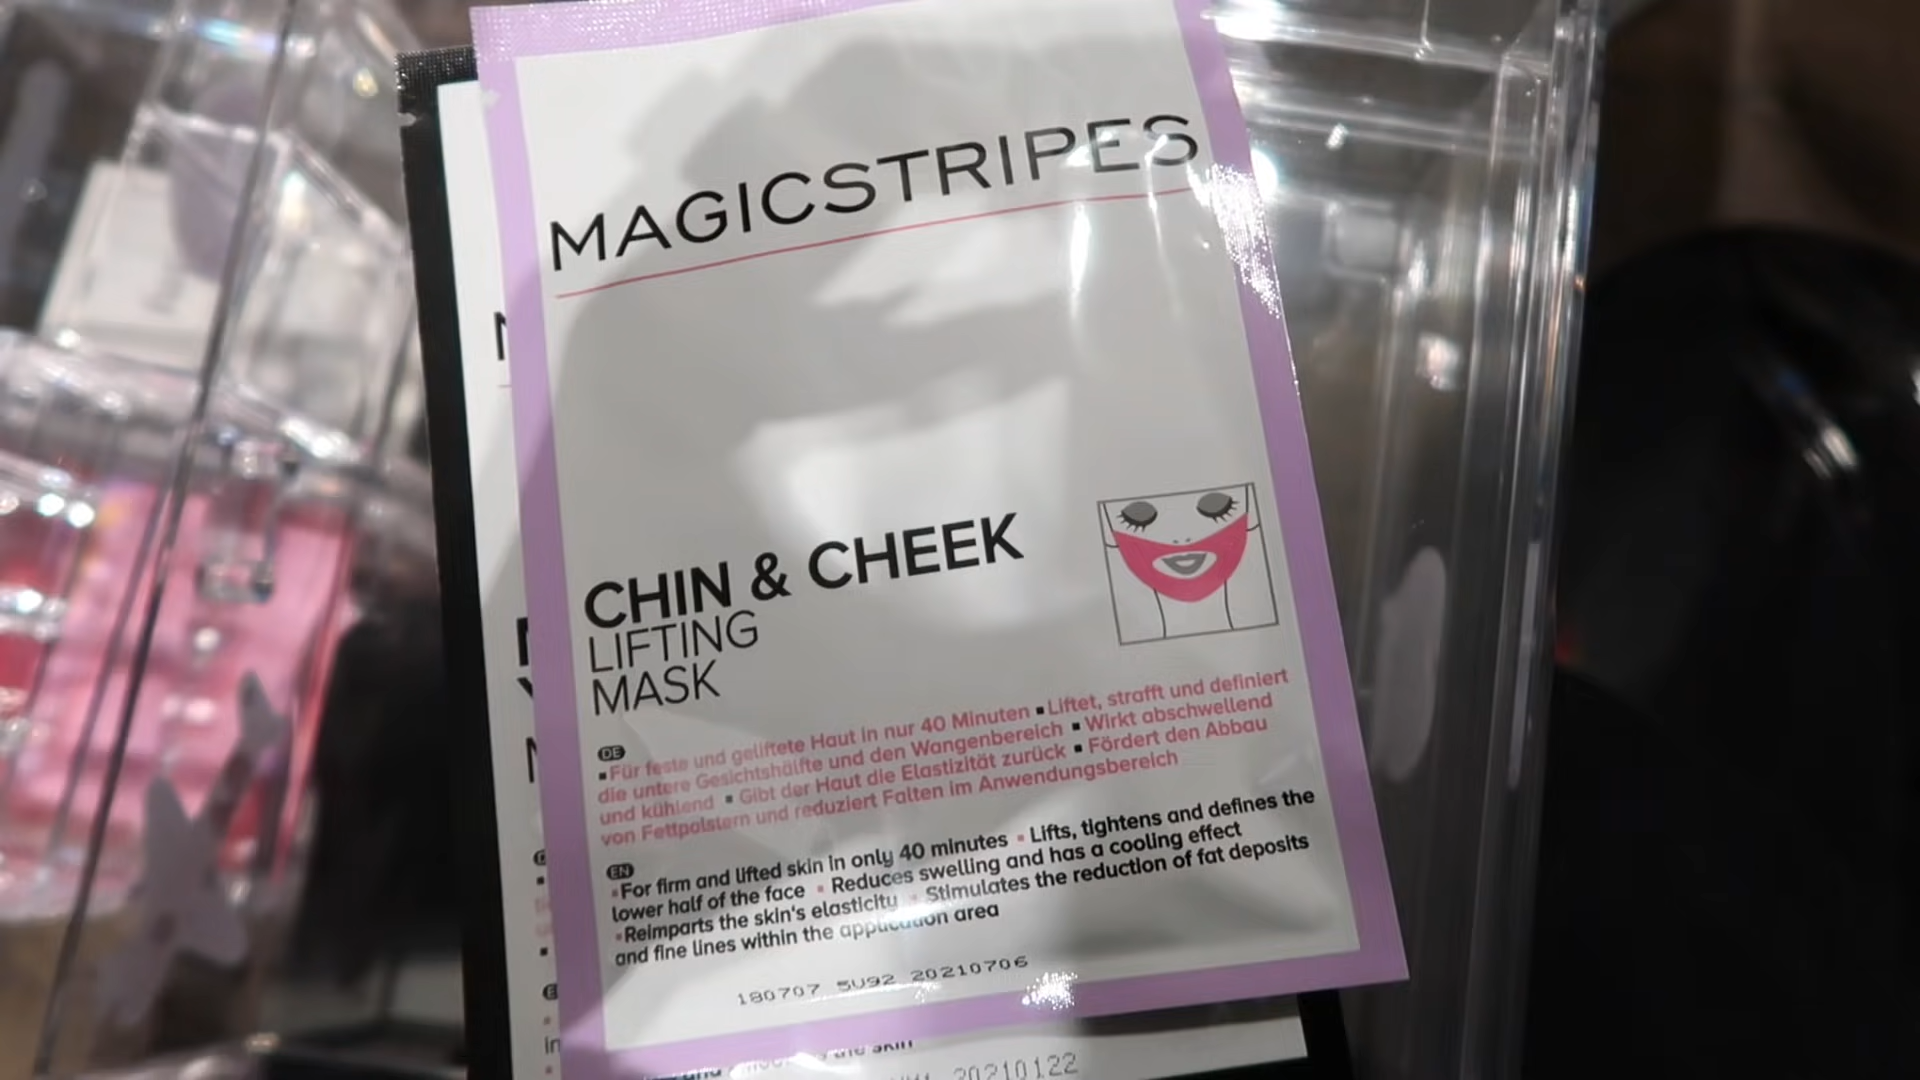 MAGICSTRIPES
CHIN & CHEEK
LIFTING
MASK
DE
▪Für feste und geliftete Haut in nur 40 Minuten ▪Liftet, strafft und definiert
die untere Gesichtshälfte und den Wangenbereich ▪Wirkt abschwellend
und kühlend ▪Gibt der Haut die Elastizität zurück ▪Fördert den Abbau
von Fettpolstern und reduziert Falten im Anwendungsbereich
EN
▪For firm and lifted skin in only 40 minutes ▪Lifts, tightens and defines the
lower half of the face ▪Reduces swelling and has a cooling effect
▪Reimparts the skin's elasticity ▪Stimulates the reduction of fat deposits
and fine lines within the application area
180707 5U92 20210706
20210122